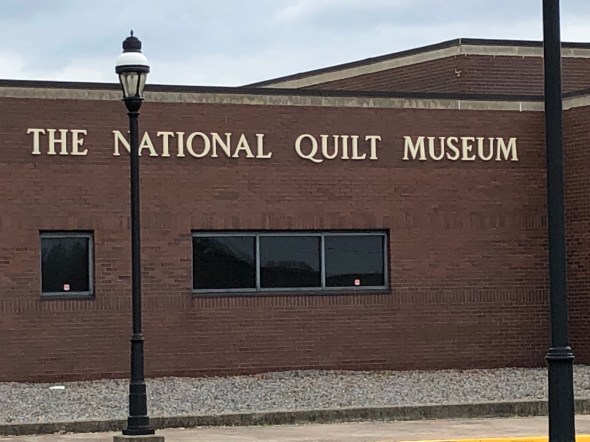 THE NATIONAL QUILT MUSEUM